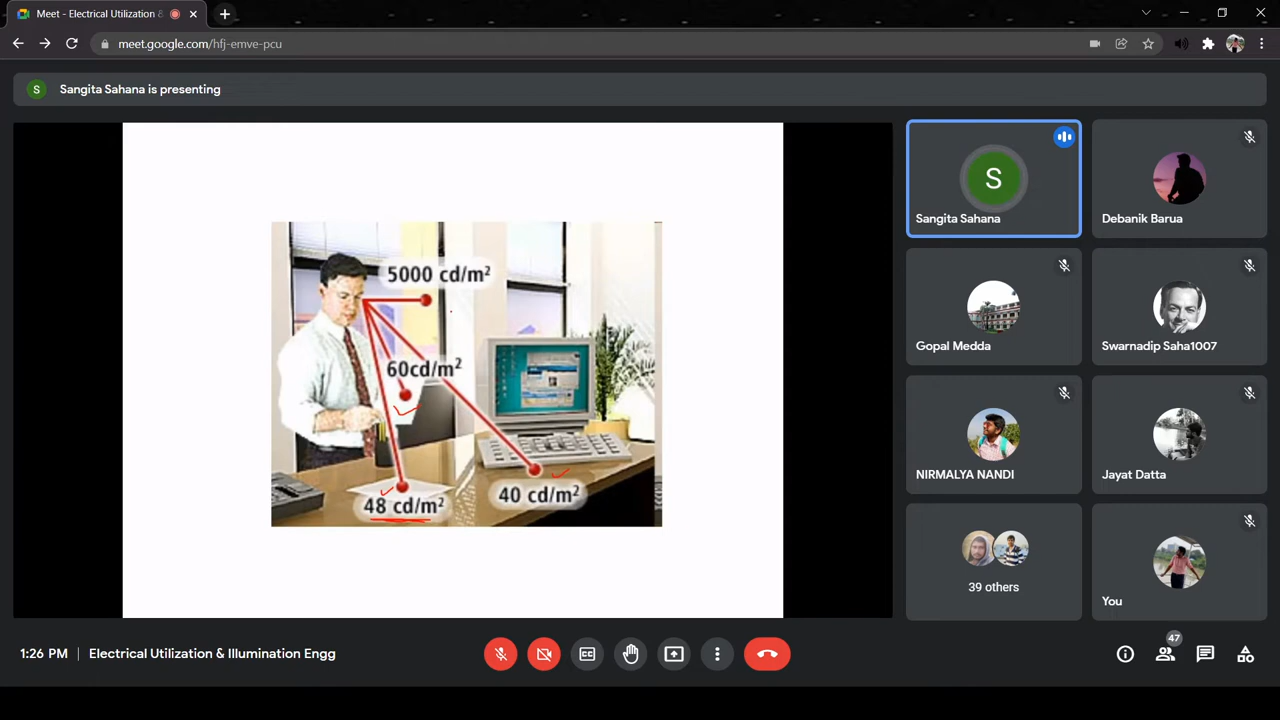 Meet - Electrical Utilization &
meet.google.com/hfj-emve-pcu
S
Sangita Sahana is presenting
5000 cd/m²
60cd/m²
48 cd/m²
40 cd/m²
S
Sangita Sahana
Debanik Barua
Gopal Medda
Swarnadip Saha1007
NIRMALYA NANDI
Jayat Datta
39 others
You
1:26 PM
Electrical Utilization & Illumination Engg
CC
47